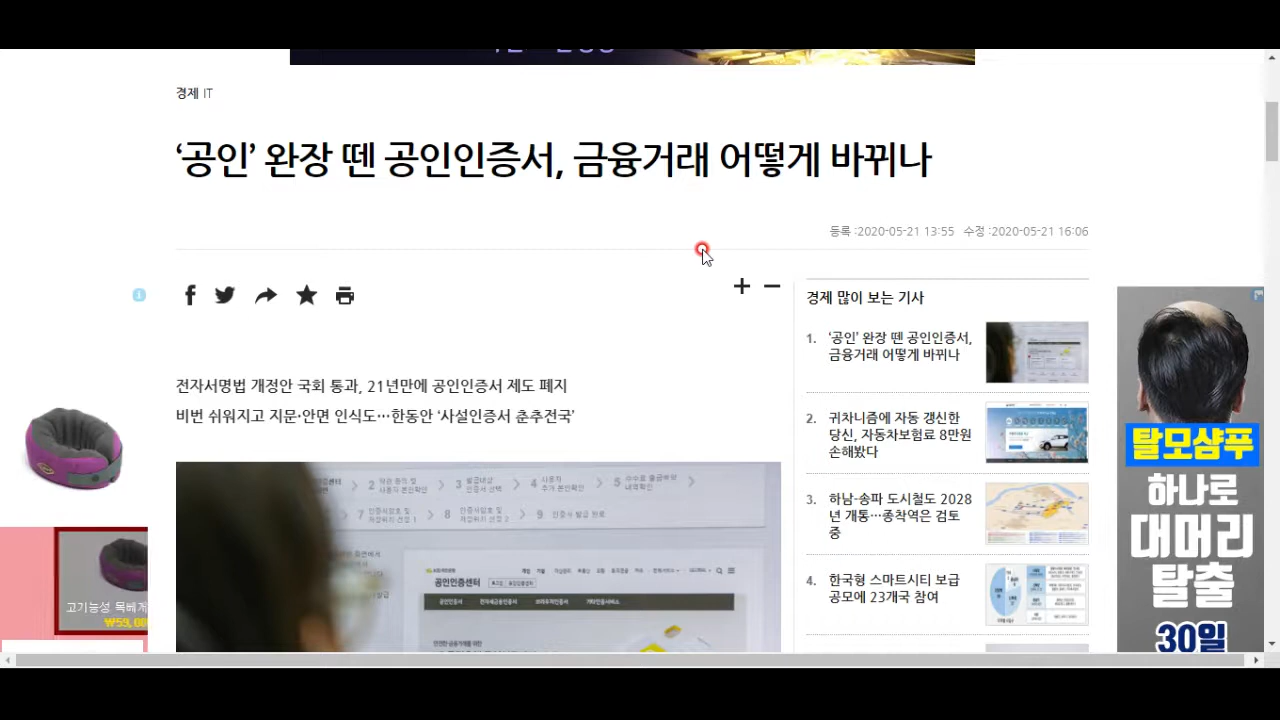 경제 IT
‘공인’ 완장 뗀 공인인증서, 금융거래 어떻게 바뀌나
등록 :2020-05-21 13:55 수정 :2020-05-21 16:06
경제 많이 보는 기사
1. ‘공인’ 완장 뗀 공인인증서,
금융거래 어떻게 바뀌나
전자서명법 개정안 국회 통과, 21년만에 공인인증서 제도 폐지
비번 쉬워지고 지문·안면 인식도…한동안 ‘사설인증서 춘추전국’
2. 귀차니즘에 자동 갱신한
당신, 자동차보험료 8만원
손해봤다
3. 하남-송파 도시철도 2028
년 개통…종착역은 검토
중
4. 한국형 스마트시티 보급
공모에 23개국 참여
공인인증센터
탈모샴푸
하나로
대머리
탈출
30일
고기능성 목베개